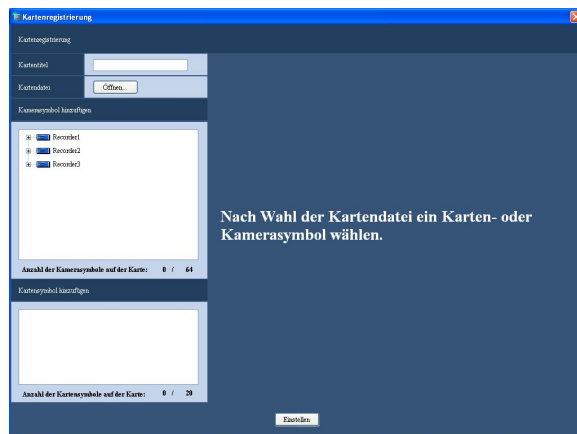 Kartenregistrierung
Kartenregistrierung
Kartentitel
Kartendatei Öffnen...
Kamerasymbol hinzufügen
Recorder1
Recorder2
Recorder3
Nach Wahl der Kartendatei ein Karten- oder
Kamerasymbol wählen.
Anzahl der Kamerasymbole auf der Karte: 0 / 64
Kartensymbol hinzufügen
Anzahl der Kartensymbole auf der Karte: 0 / 20
Einstellen